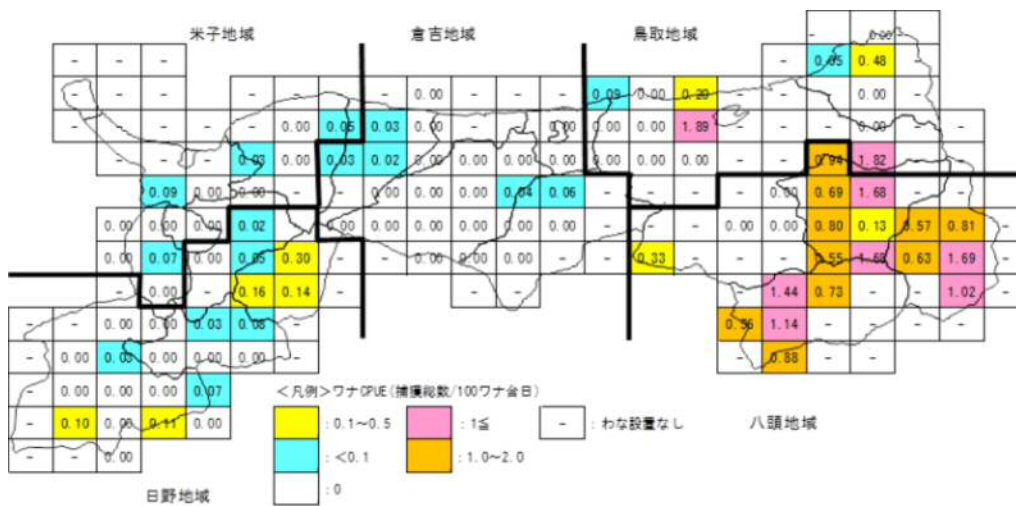 米子地域 倉吉地域 鳥取地域
- 0.00
- - - - 0.05 0.48
- - - - - - - 0.00 - - - 0.09 0.00 0.20 - - - 0.00 -
- - - - - 0.00 0.05 0.03 0.00 - - 0.00 0.00 0.00 1.89 - - - 0.00 -
- - 0.03 0.00 0.03 0.02 0.00 0.00 0.00 0.00 0.00 0.00 0.00 - - 0.94 1.82 -
0.09 0.00 0.00 - - 0.00 0.00 0.00 0.04 0.06 - - - - 0.00 0.69 1.68 -
0.00 0.00 0.00 0.02 - 0.00 0.00 0.00 0.00 0.00 0.00 - - - 0.00 0.00 0.80 0.13 0.57 0.81
0.00 0.07 0.00 0.05 0.30 - - - 0.00 0.00 0.00 - - 0.33 - - - 0.55 1.68 0.63 1.69
- 0.00 - 0.16 0.14 - - - - 1.44 0.73 - - 1.02 -
- - 0.00 0.00 0.03 0.08 - 0.56 1.14 - - - -
- 0.00 0.03 0.00 0.00 0.00 - - 0.88 - -
- 0.00 0.00 0.00 0.07
<凡例>ワナCPUE(捕獲総数/100ワナ台日)
- 0.10 0.00 0.11 0.00
:0.1~0.5 :1≦ - :わな設置なし 八頭地域
- - 0.00
:<0.1 :1.0~2.0
:0
日野地域